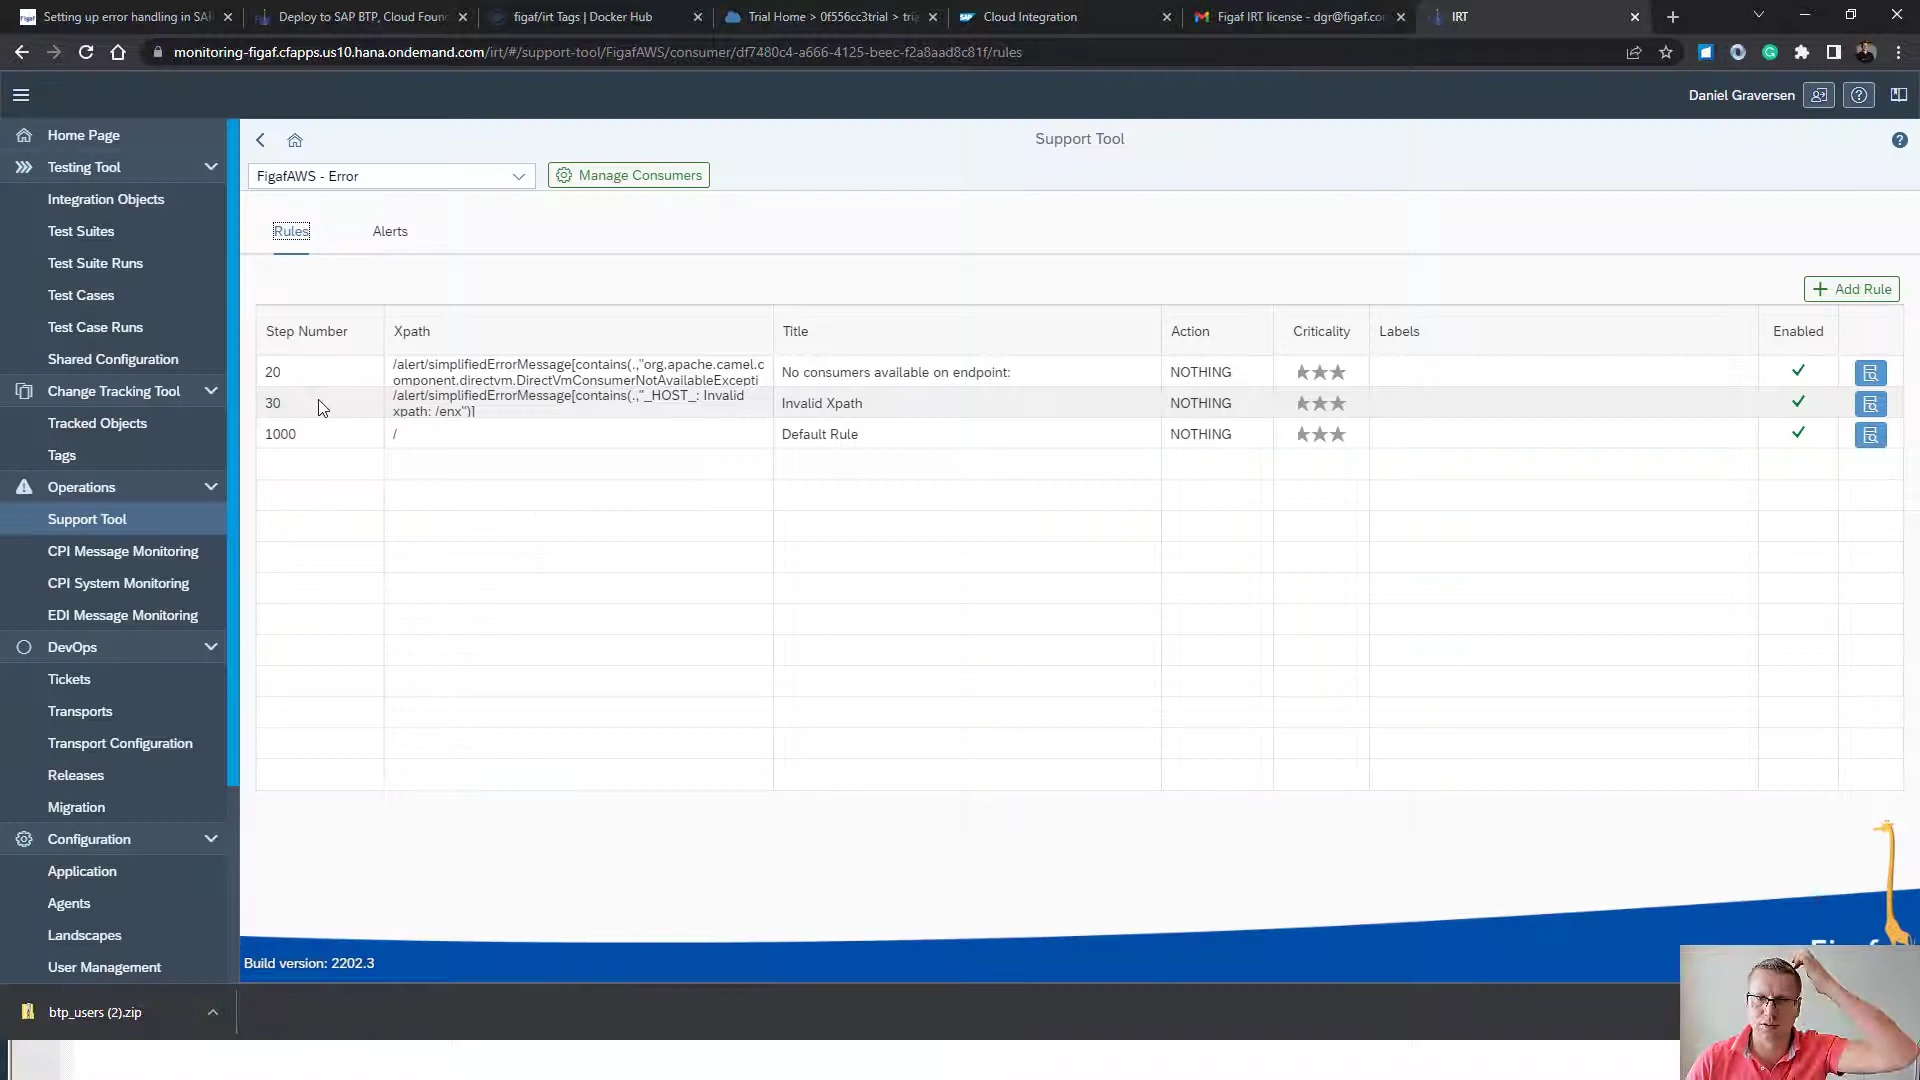 Setting up error handling in SA
Deploy to SAP BTP, Cloud Foun
figaf/irt Tags | Docker Hub
Trial Home > 0f556cc3trial > tri
Cloud Integration
Figaf IRT license - dgr@figaf.co
IRT
monitoring-figaf.cfapps.us10.hana.ondemand.com/irt/#/support-tool/FigafAWS/consumer/df7480c4-a666-4125-beec-f2a8aad8c81f/rules
Daniel Graversen
Home Page
Testing Tool
Integration Objects
Test Suites
Test Suite Runs
Test Cases
Test Case Runs
Shared Configuration
Change Tracking Tool
Tracked Objects
Tags
Operations
Support Tool
CPI Message Monitoring
CPI System Monitoring
EDI Message Monitoring
DevOps
Tickets
Transports
Transport Configuration
Releases
Migration
Configuration
Application
Agents
Landscapes
User Management
Support Tool
FigafAWS - Error
Manage Consumers
Rules
Alerts
Add Rule
Step Number Xpath Title Action Criticality Labels Enabled
20 /alert/simplifiedErrorMessage[contains(.,"org.apache.camel.c
omponent.directvm.DirectVmConsumerNotAvailableExcepti
No consumers available on endpoint: NOTHING
30 /alert/simplifiedErrorMessage[contains(.,"_HOST_: Invalid
xpath: /enx")]
Invalid Xpath NOTHING
1000 / Default Rule NOTHING
Build version: 2202.3
btp_users (2).zip